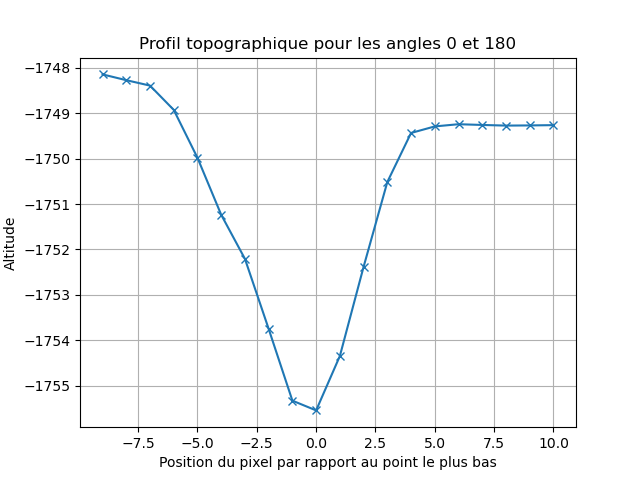 Profil topographique pour les angles 0 et 180
−1748
−1749
−1750
−1751
−1752
−1753
−1754
−1755
Altitude
−7.5 −5.0 −2.5 0.0 2.5 5.0 7.5 10.0
Position du pixel par rapport au point le plus bas